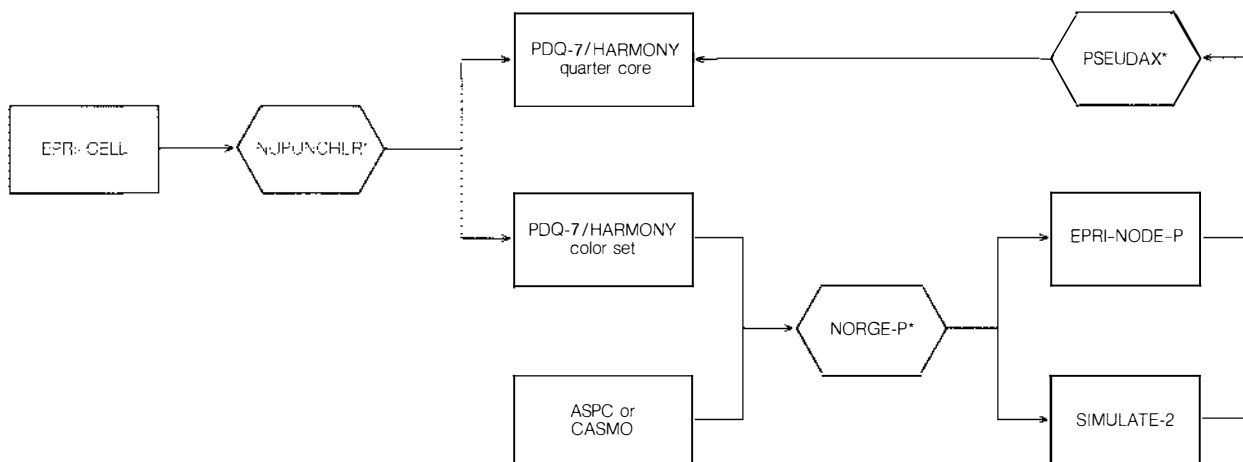 PDQ-7/HARMONY
quarter core
PSEUDAX*
EPRI-CELL
NUPUNCHER*
PDQ-7/HARMONY
color set
EPRI-NODE-P
NORGE-P*
ASPC or
CASMO
SIMULATE-2